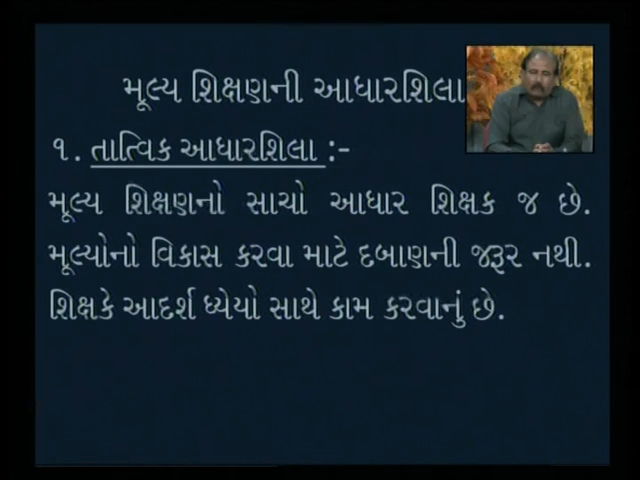 મૂલ્ય શિક્ષણની આધારશિલા
૧. તાત્વિક આધારશિલા :-
મૂલ્ય શિક્ષણનો સાચો આધાર શિક્ષક જ છે.
મૂલ્યોનો વિકાસ કરવા માટે દબાણની જરૂર નથી.
શિક્ષકે આદર્શ ધ્યેયો સાથે કામ કરવાનું છે.